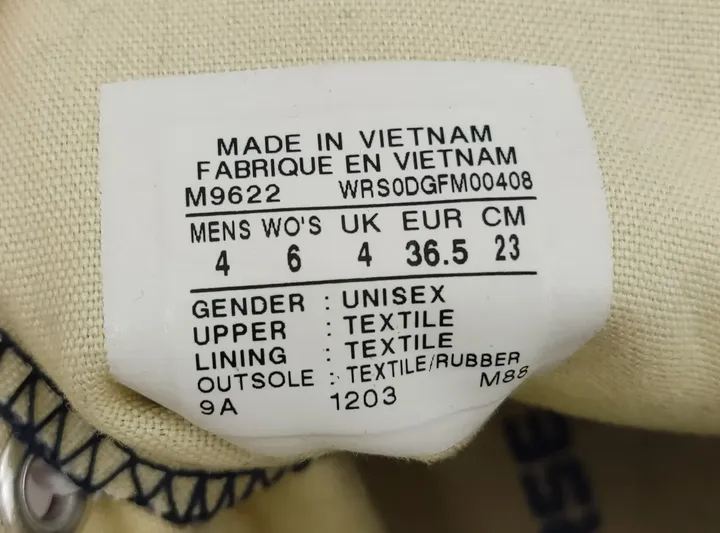 MADE IN VIETNAM
FABRIQUE EN VIETNAM
M9622 WRS0DGFM00408
MENS WO'S UK EUR CM
4 6 4 36.5 23
GENDER : UNISEX
UPPER : TEXTILE
LINING : TEXTILE
OUTSOLE : TEXTILE/RUBBER
9A 1203 M88